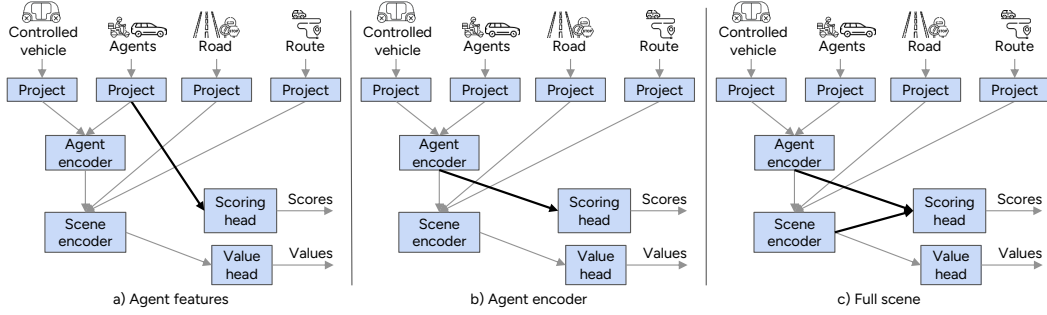 Controlled
vehicle
Agents
Road
Route
Project
Project
Project
Project
Agent
encoder
Scoring
head
Scores
Scene
encoder
Value
head
Values
a) Agent features
Controlled
vehicle
Agents
Road
Route
Project
Project
Project
Project
Agent
encoder
Scoring
head
Scores
Scene
encoder
Value
head
Values
b) Agent encoder
Controlled
vehicle
Agents
Road
Route
Project
Project
Project
Project
Agent
encoder
Scoring
head
Scores
Scene
encoder
Value
head
Values
c) Full scene